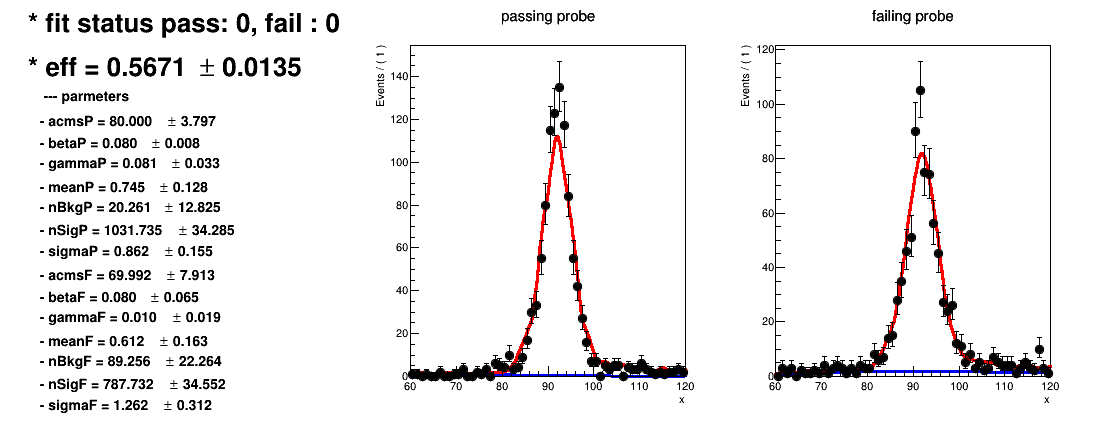 * fit status pass: 0, fail : 0
* eff = 0.5671 ± 0.0135
--- parmeters
- acmsP = 80.000 ± 3.797
- betaP = 0.080 ± 0.008
- gammaP = 0.081 ± 0.033
- meanP = 0.745 ± 0.128
- nBkgP = 20.261 ± 12.825
- nSigP = 1031.735 ± 34.285
- sigmaP = 0.862 ± 0.155
- acmsF = 69.992 ± 7.913
- betaF = 0.080 ± 0.065
- gammaF = 0.010 ± 0.019
- meanF = 0.612 ± 0.163
- nBkgF = 89.256 ± 22.264
- nSigF = 787.732 ± 34.552
- sigmaF = 1.262 ± 0.312
passing probe
Events / ( 1 )
140
120
100
80
60
40
20
0
60 70 80 90 100 110 120
x
failing probe
Events / ( 1 )
120
100
80
60
40
20
0
60 70 80 90 100 110 120
x